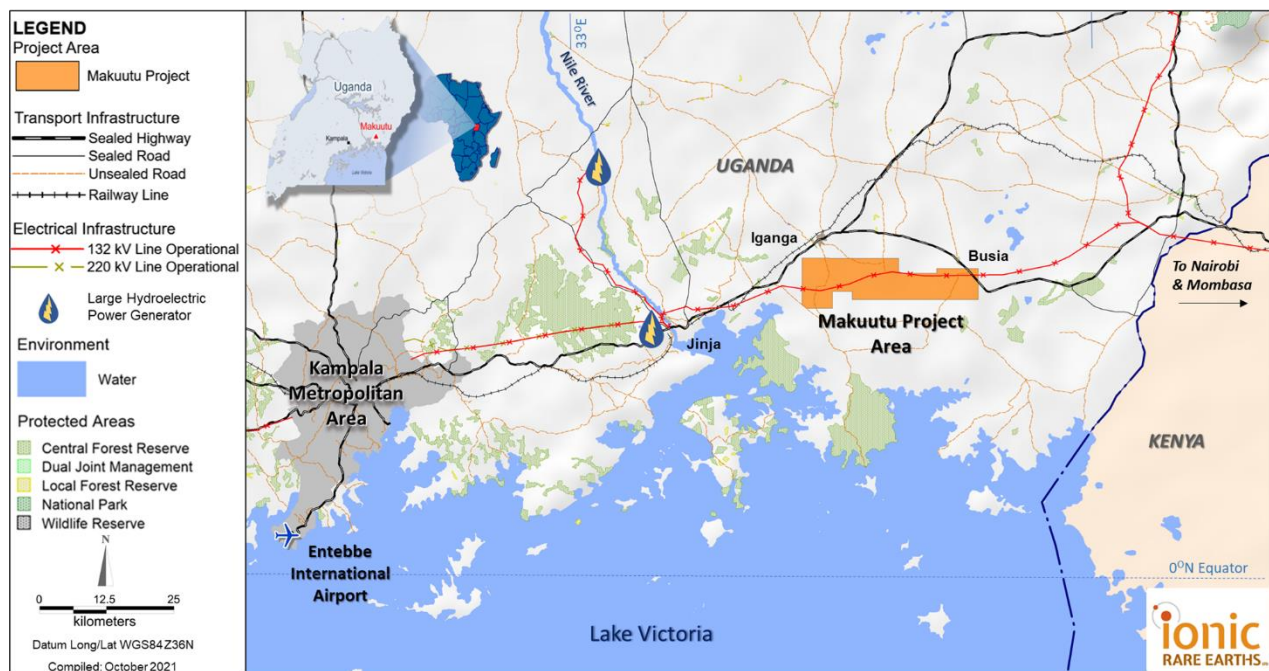 LEGEND
Project Area
Makuutu Project
Transport Infrastructure
Sealed Highway
Sealed Road
Unsealed Road
Railway Line
Electrical Infrastructure
132 kV Line Operational
220 kV Line Operational
Large Hydroelectric
Power Generator
Environment
Water
Protected Areas
Central Forest Reserve
Dual Joint Management
Local Forest Reserve
National Park
Wildlife Reserve
N
0 12.5 25
kilometers
Datum Long/Lat WGS84 Z36N
Compiled: October 2021
Uganda
Kampala
Makuutu
Lake Victoria
33°E
Nile River
UGANDA
Iganga
Busia
To Nairobi
& Mombasa
Makuutu Project
Area
Jinja
Kampala
Metropolitan
Area
KENYA
Entebbe
International
Airport
0°N Equator
Lake Victoria
ionic
RARE EARTHS